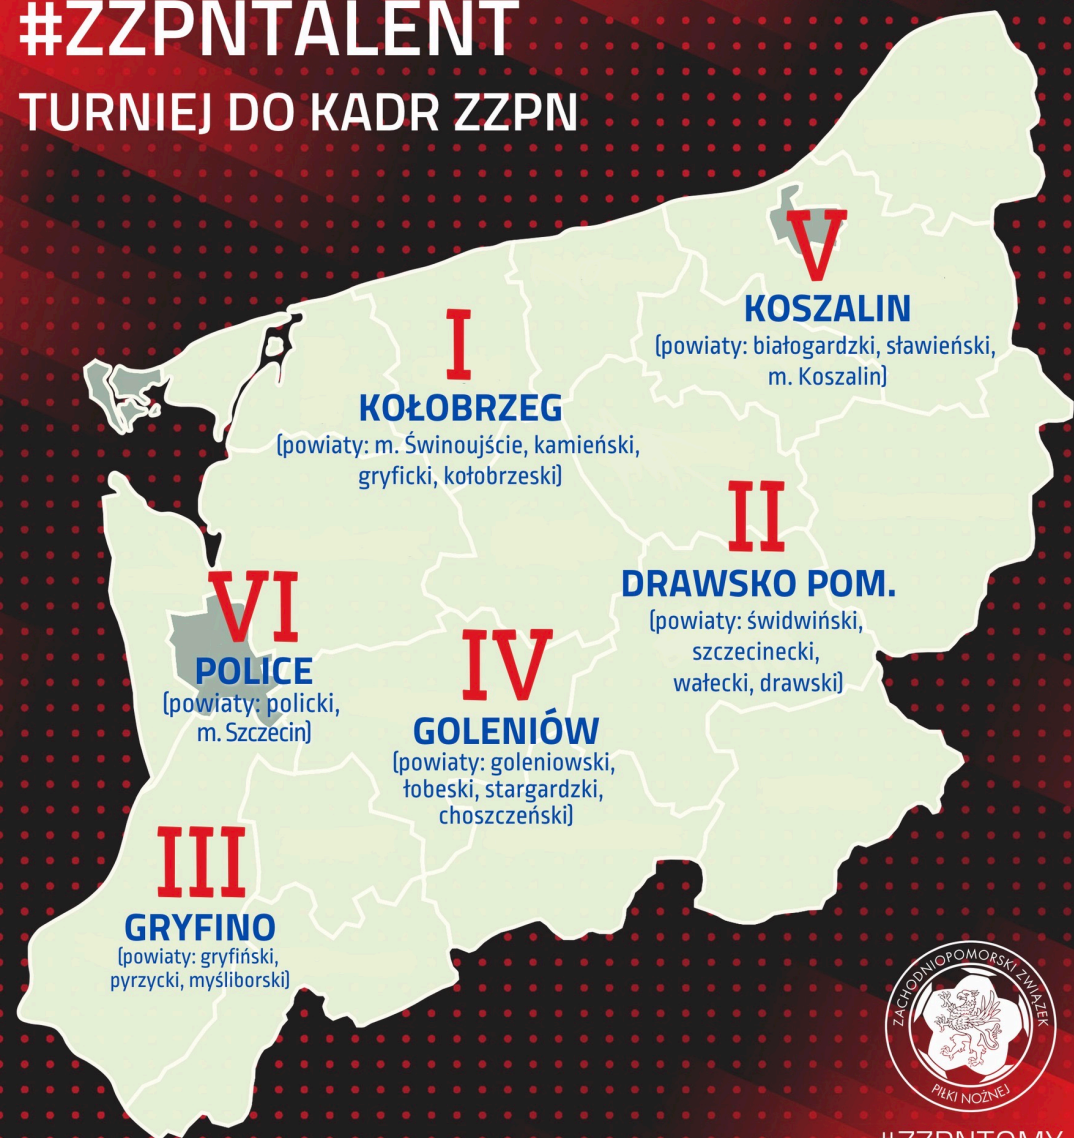 #ZZPNTALENT
TURNIEJ DO KADR ZZPN
V
KOSZALIN
(powiaty: białogardzki, sławieński,
m. Koszalin)
I
KOŁOBRZEG
(powiaty: m. Świnoujście, kamieński,
gryficki, kołobrzeski)
II
DRAWSKO POM.
(powiaty: świdwiński,
szczecinecki,
wałecki, drawski)
VI
POLICE
(powiaty: policki,
m. Szczecin)
IV
GOLENIÓW
(powiaty: goleniowski,
łobeski, stargardzki,
choszczeński)
III
GRYFINO
(powiaty: gryfiński,
pyrzycki, myśliborski)
ZACHODNIOPOMORSKI ZWIĄZEK
PIŁKI NOŻNEJ
#ZZPNTOMY